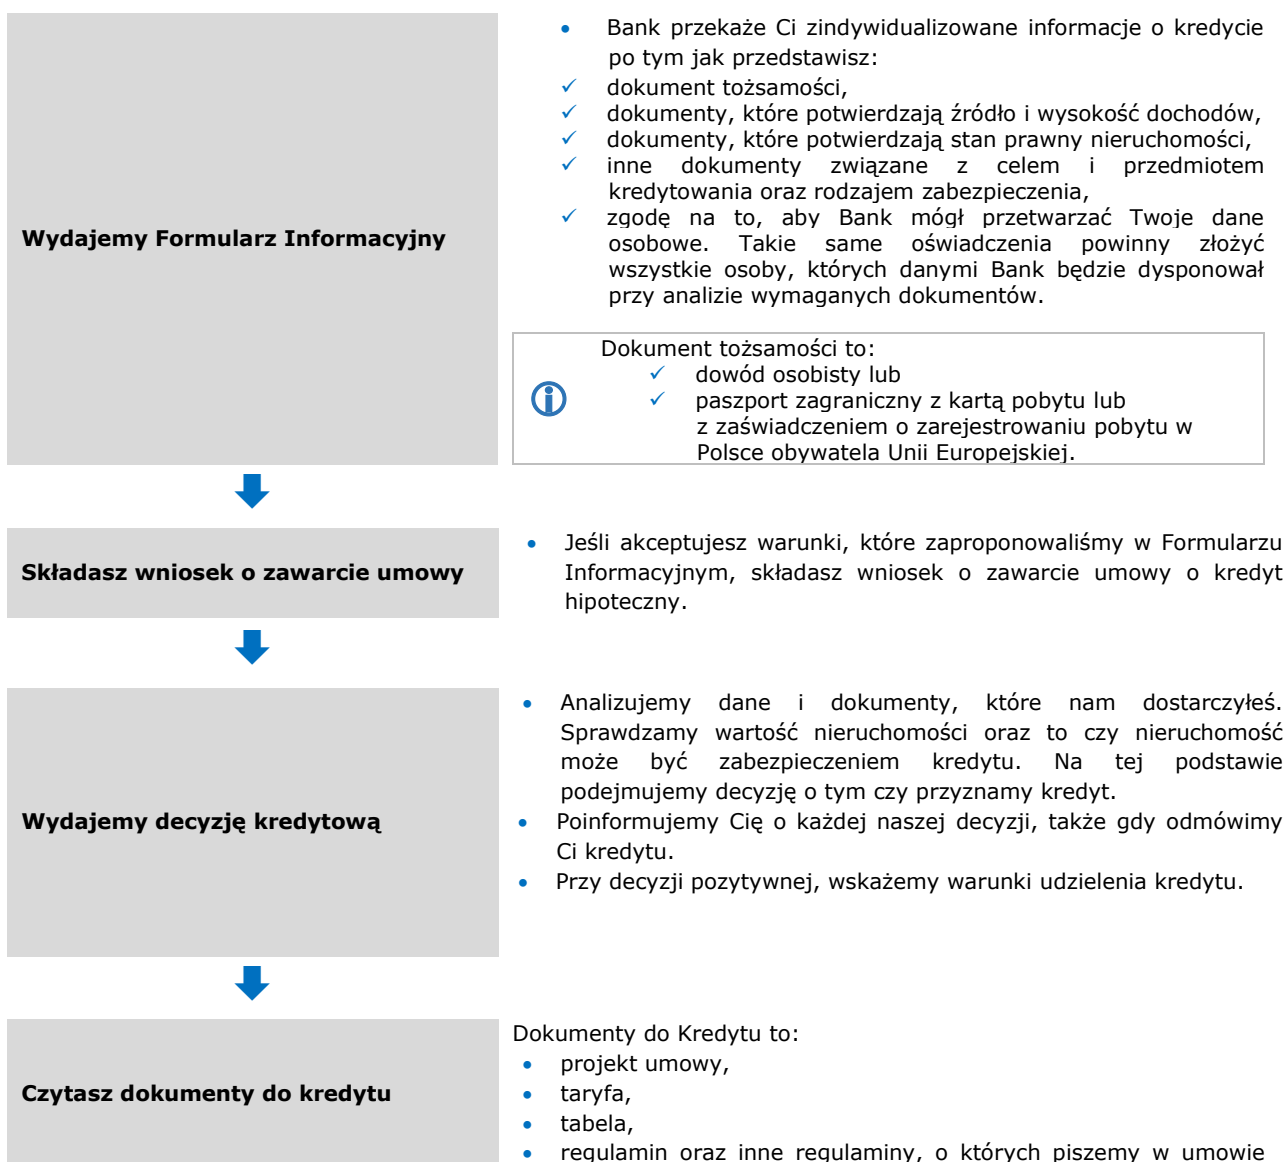 Wydajemy Formularz Informacyjny
• Bank przekaże Ci zindywidualizowane informacje o kredycie
po tym jak przedstawisz:
✓ dokument tożsamości,
✓ dokumenty, które potwierdzają źródło i wysokość dochodów,
✓ dokumenty, które potwierdzają stan prawny nieruchomości,
✓ inne dokumenty związane z celem i przedmiotem
kredytowania oraz rodzajem zabezpieczenia,
✓ zgodę na to, aby Bank mógł przetwarzać Twoje dane
osobowe. Takie same oświadczenia powinny złożyć
wszystkie osoby, których danymi Bank będzie dysponował
przy analizie wymaganych dokumentów.
Dokument tożsamości to:
✓ dowód osobisty lub
✓ paszport zagraniczny z kartą pobytu lub
z zaświadczeniem o zarejestrowaniu pobytu w
Polsce obywatela Unii Europejskiej.
Składasz wniosek o zawarcie umowy
• Jeśli akceptujesz warunki, które zaproponowaliśmy w Formularzu
Informacyjnym, składasz wniosek o zawarcie umowy o kredyt
hipoteczny.
Wydajemy decyzję kredytową
• Analizujemy dane i dokumenty, które nam dostarczyłeś.
Sprawdzamy wartość nieruchomości oraz to czy nieruchomość
może być zabezpieczeniem kredytu. Na tej podstawie
podejmujemy decyzję o tym czy przyznamy kredyt.
• Poinformujemy Cię o każdej naszej decyzji, także gdy odmówimy
Ci kredytu.
• Przy decyzji pozytywnej, wskażemy warunki udzielenia kredytu.
Czytasz dokumenty do kredytu
Dokumenty do Kredytu to:
• projekt umowy,
• taryfa,
• tabela,
• regulamin oraz inne regulaminy, o których piszemy w umowie